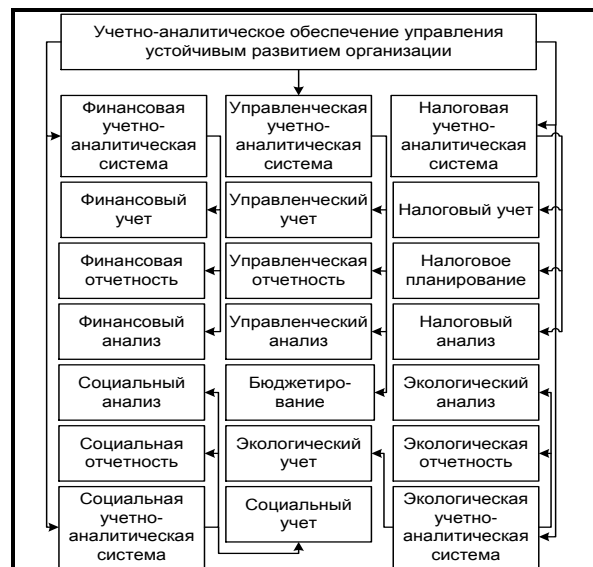 Учетно-аналитическое обеспечение управления
устойчивым развитием организации
Финансовая
учетно-
аналитическая
система
Управленческая
учетно-
аналитическая
система
Налоговая
учетно-
аналитическая
система
Финансовый
учет
Управленческий
учет
Налоговый учет
Финансовая
отчетность
Управленческая
отчетность
Налоговое
планирование
Финансовый
анализ
Управленческий
анализ
Налоговый
анализ
Социальный
анализ
Бюджетиро-
вание
Экологический
анализ
Социальная
отчетность
Экологический
учет
Экологическая
отчетность
Социальная
учетно-
аналитическая
система
Социальный
учет
Экологическая
учетно-
аналитическая
система